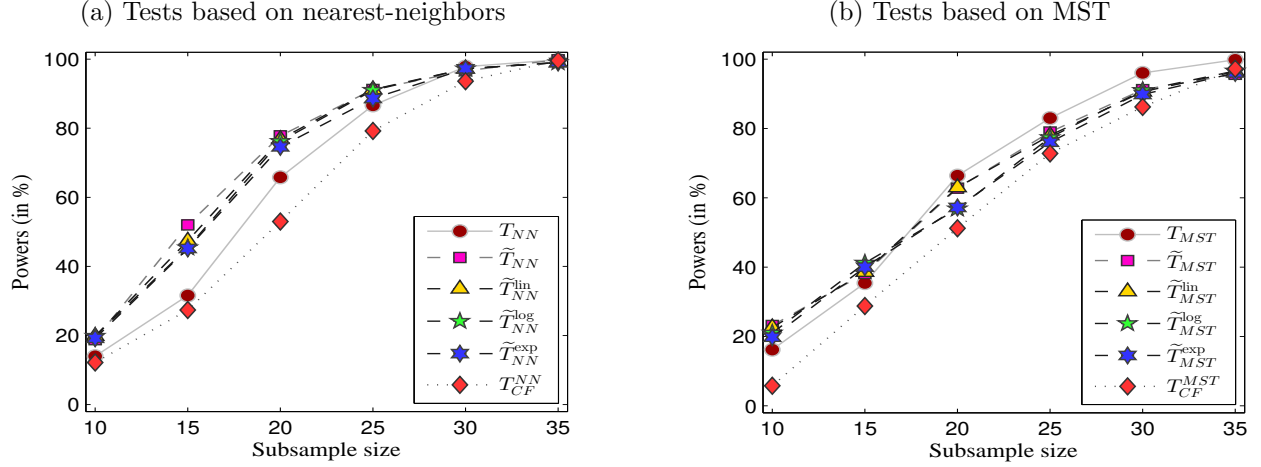 (a) Tests based on nearest-neighbors
100
80
60
40
20
0
10 15 20 25 30 35
Powers (in %)
Subsample size
T_{NN}
\widetilde{T}_{NN}
\widetilde{T}_{NN}^{lin}
\widetilde{T}_{NN}^{log}
\widetilde{T}_{NN}^{exp}
T_{CF}^{NN}
(b) Tests based on MST
100
80
60
40
20
0
10 15 20 25 30 35
Powers (in %)
Subsample size
T_{MST}
\widetilde{T}_{MST}
\widetilde{T}_{MST}^{lin}
\widetilde{T}_{MST}^{log}
\widetilde{T}_{MST}^{exp}
T_{CF}^{MST}